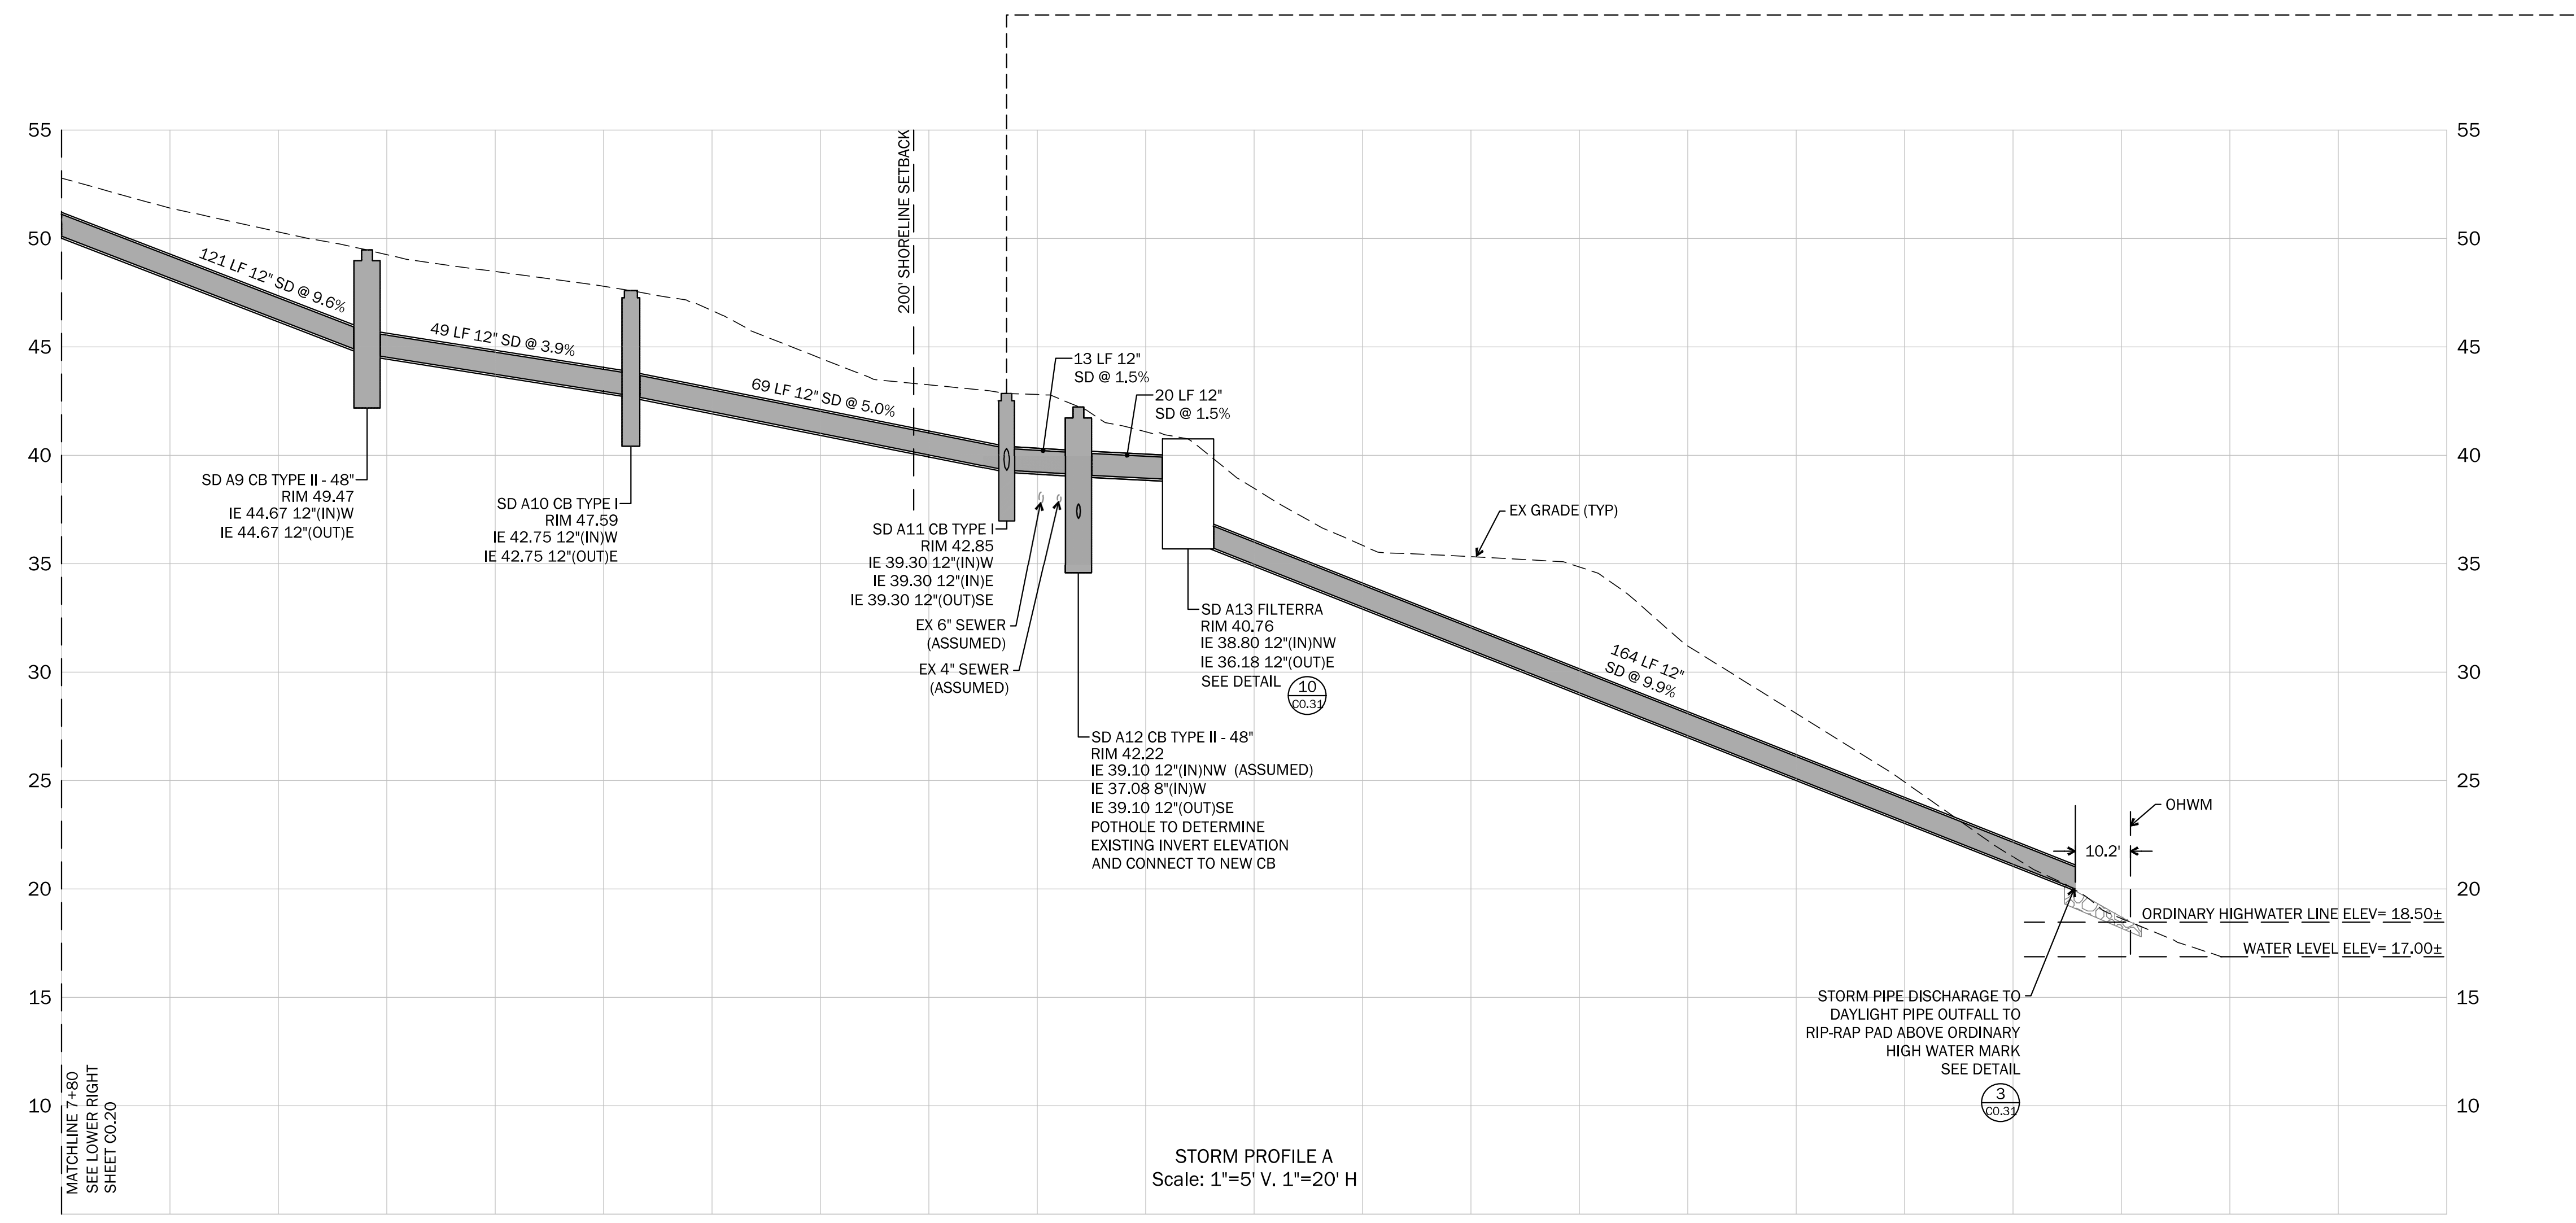 55
50
45
40
35
30
25
20
15
10
55
50
45
40
35
30
25
20
15
10
121 LF 12" SD @ 9.6%
49 LF 12" SD @ 3.9%
69 LF 12" SD @ 5.0%
200' SHORELINE SETBACK
13 LF 12"
SD @ 1.5%
20 LF 12"
SD @ 1.5%
SD A9 CB TYPE II - 48"
RIM 49.47
IE 44.67 12"(IN)W
IE 44.67 12"(OUT)E
SD A10 CB TYPE I
RIM 47.59
IE 42.75 12"(IN)W
IE 42.75 12"(OUT)E
SD A11 CB TYPE I
RIM 42.85
IE 39.30 12"(IN)W
IE 39.30 12"(IN)E
IE 39.30 12"(OUT)SE
EX 6" SEWER
(ASSUMED)
EX 4" SEWER
(ASSUMED)
SD A13 FILTERRA
RIM 40.76
IE 38.80 12"(IN)NW
IE 36.18 12"(OUT)E
SEE DETAIL
10
C0.31
SD A12 CB TYPE II - 48"
RIM 42.22
IE 39.10 12"(IN)NW (ASSUMED)
IE 37.08 8"(IN)W
IE 39.10 12"(OUT)SE
POTHOLE TO DETERMINE
EXISTING INVERT ELEVATION
AND CONNECT TO NEW CB
EX GRADE (TYP)
164 LF 12"
SD @ 9.9%
OHWM
10.2'
ORDINARY HIGHWATER LINE ELEV= 18.50±
WATER LEVEL ELEV= 17.00±
STORM PIPE DISCHARAGE TO
DAYLIGHT PIPE OUTFALL TO
RIP-RAP PAD ABOVE ORDINARY
HIGH WATER MARK
SEE DETAIL
3
C0.31
MATCHLINE 7+80
SEE LOWER RIGHT
SHEET C0.20
STORM PROFILE A
Scale: 1"=5' V. 1"=20' H